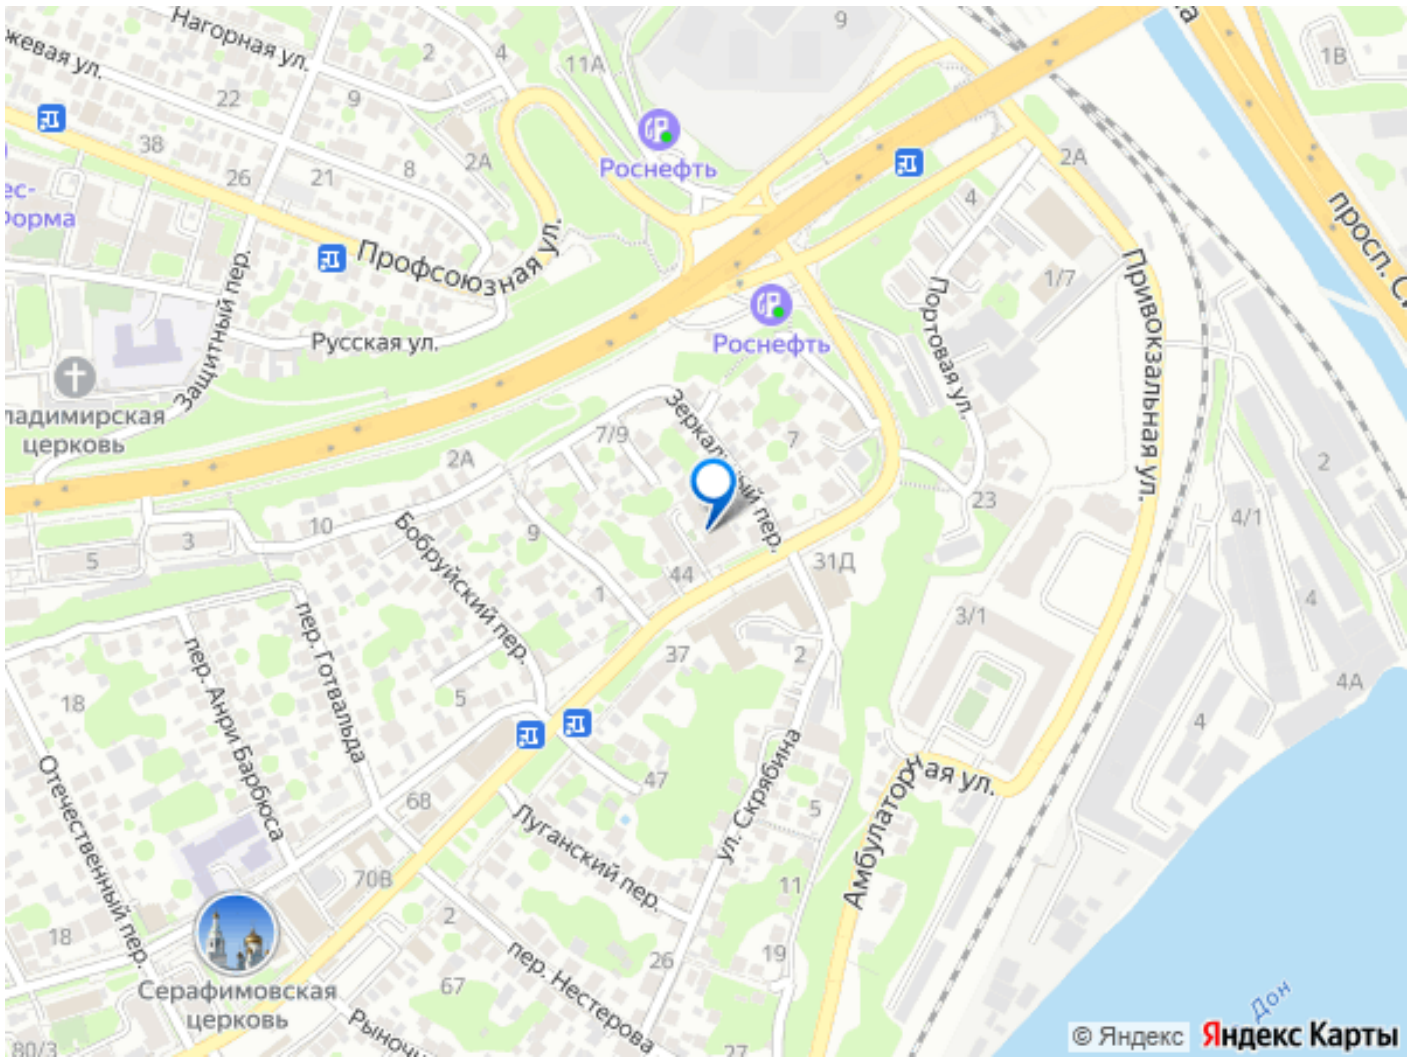 Нагорная ул.
2
4
9
11А
1В
жевая ул.
22
9
38
2А
8
Роснефть
2А
26
21
4
ес-
Форма
Профсоюзная ул.
просп. С
1/7
Привокзальная ул.
Портовая ул.
Русская ул.
Роснефть
Защитный пер.
ладимирская
церковь
Зеркальный пер.
7/9
7
2А
2
23
10
9
4/1
3
5
Бобруйский пер.
31Д
44
1
4
3/1
пер. Готвальда
пер. Анри Барбюса
37
2
4А
18
5
4
Отечественный пер.
47
ул. Скрябина
Амбулаторная ул.
68
5
Луганский пер.
70В
11
2
18
19
26
пер. Нестерова
Серафимовская
церковь
67
Дон
Рыночн
80/3
27
© Яндекс
Яндекс Карты